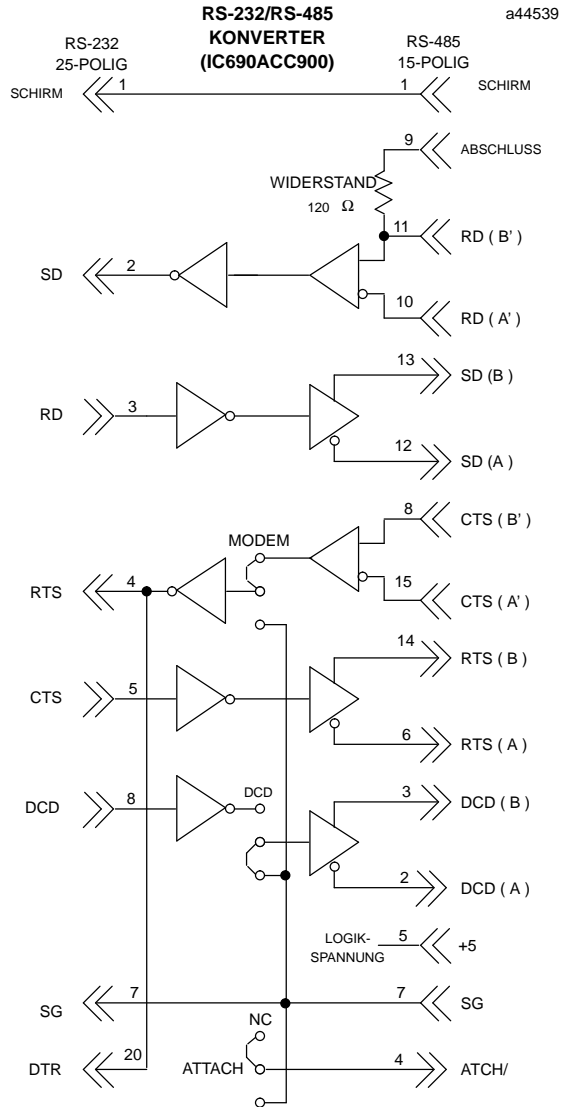 RS-232/RS-485
KONVERTER
(IC690ACC900)
a44539
RS-232
25-POLIG
RS-485
15-POLIG
SCHIRM 1 1 SCHIRM
9 ABSCHLUSS
WIDERSTAND
120 Ω
11 RD ( B’)
SD 2
10 RD ( A’)
13 SD (B )
RD 3
12 SD (A )
8 CTS ( B’ )
MODEM
RTS 4
15 CTS ( A’)
14 RTS ( B )
CTS 5
6 RTS ( A )
DCD 8 DCD
3 DCD ( B )
2 DCD ( A )
LOGIK-
SPANNUNG
5 +5
SG 7 7 SG
NC
DTR 20 ATTACH 4 ATCH/